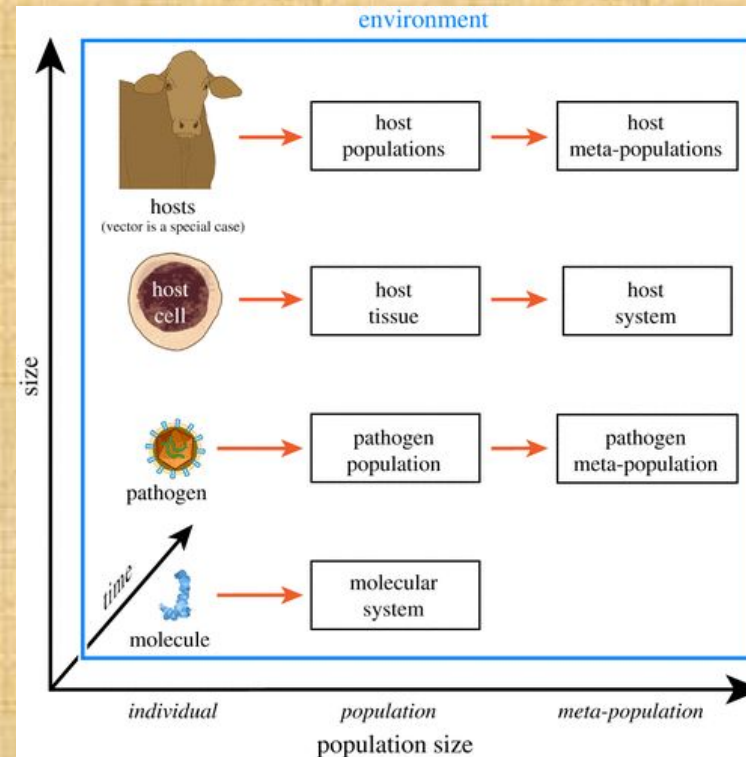 environment
host
populations
host
meta-populations
hosts
(vector is a special case)
host
cell
host
tissue
host
system
size
pathogen
population
pathogen
meta-population
pathogen
time
molecular
system
molecule
individual
population
meta-population
population size